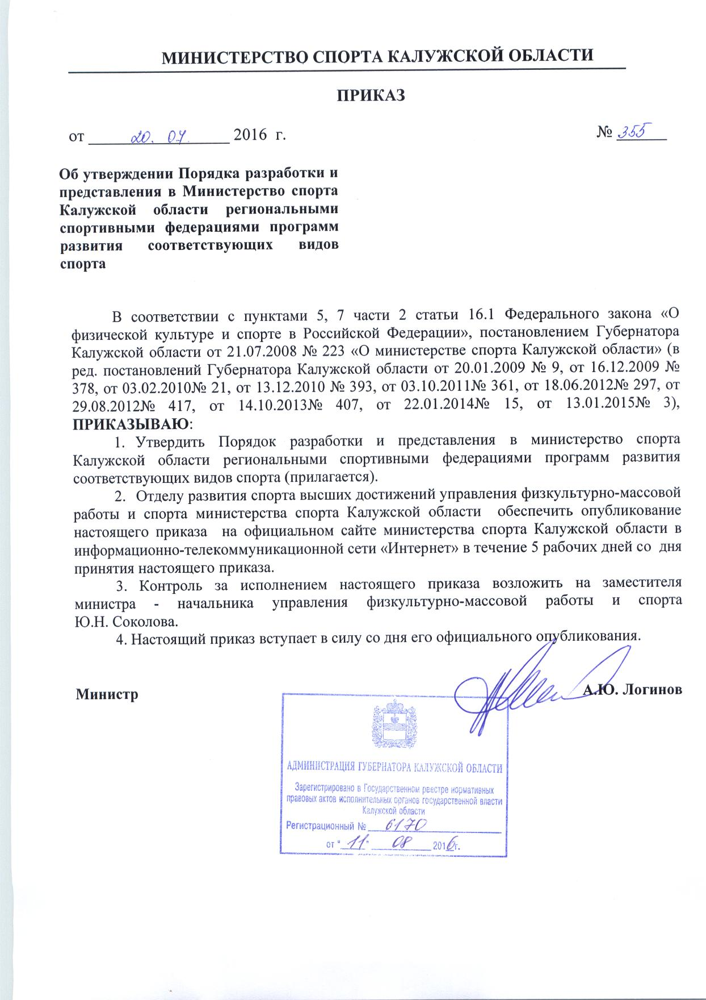 МИНИСТЕРСТВО СПОРТА КАЛУЖСКОЙ ОБЛАСТИ
ПРИКАЗ
от 20. 07. 2016 г. № 355
Об утверждении Порядка разработки и
представления в Министерство спорта
Калужской области региональными
спортивными федерациями программ
развития соответствующих видов
спорта
В соответствии с пунктами 5, 7 части 2 статьи 16.1 Федерального закона «О
физической культуре и спорте в Российской Федерации», постановлением Губернатора
Калужской области от 21.07.2008 № 223 «О министерстве спорта Калужской области» (в
ред. постановлений Губернатора Калужской области от 20.01.2009 № 9, от 16.12.2009 №
378, от 03.02.2010№ 21, от 13.12.2010 № 393, от 03.10.2011№ 361, от 18.06.2012№ 297, от
29.08.2012№ 417, от 14.10.2013№ 407, от 22.01.2014№ 15, от 13.01.2015№ 3),
ПРИКАЗЫВАЮ:
1. Утвердить Порядок разработки и представления в министерство спорта
Калужской области региональными спортивными федерациями программ развития
соответствующих видов спорта (прилагается).
2. Отделу развития спорта высших достижений управления физкультурно-массовой
работы и спорта министерства спорта Калужской области обеспечить опубликование
настоящего приказа на официальном сайте министерства спорта Калужской области в
информационно-телекоммуникационной сети «Интернет» в течение 5 рабочих дней со дня
принятия настоящего приказа.
3. Контроль за исполнением настоящего приказа возложить на заместителя
министра - начальника управления физкультурно-массовой работы и спорта
Ю.Н. Соколова.
4. Настоящий приказ вступает в силу со дня его официального опубликования.
Министр А.Ю. Логинов
АДМИНИСТРАЦИЯ ГУБЕРНАТОРА КАЛУЖСКОЙ ОБЛАСТИ
Зарегистрировано в Государственном реестре нормативных
правовых актов исполнительных органов государственной власти
Калужской области
Регистрационный № 6170
от "11" 08 2016г.